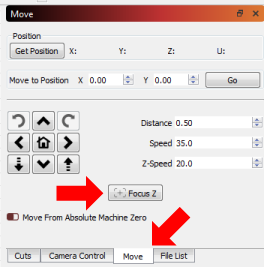 Move
Position
Get Position X: Y: Z: U:
Move to Position X 0.00 Y 0.00 Go
Distance 0.50
Speed 35.0
Z-Speed 20.0
Focus Z
Move From Absolute Machine Zero
Cuts Camera Control Move File List